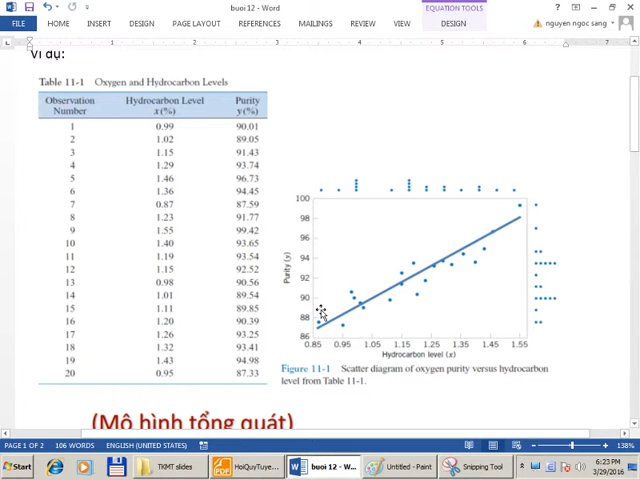 buoi 12 - Word
EQUATION TOOLS
nguyen ngoc sang
FILE HOME INSERT DESIGN PAGE LAYOUT REFERENCES MAILINGS REVIEW VIEW DESIGN
Ví dụ:
Table 11-1 Oxygen and Hydrocarbon Levels
Observation Number Hydrocarbon Level x(%) Purity y(%)
1 0.99 90.01
2 1.02 89.05
3 1.15 91.43
4 1.29 93.74
5 1.46 96.73
6 1.36 94.45
7 0.87 87.59
8 1.23 91.77
9 1.55 99.42
10 1.40 93.65
11 1.19 93.54
12 1.15 92.52
13 0.98 90.56
14 1.01 89.54
15 1.11 89.85
16 1.20 90.39
17 1.26 93.25
18 1.32 93.41
19 1.43 94.98
20 0.95 87.33
100
98
96
94
92
90
88
86
Purity (y)
0.85 0.95 1.05 1.15 1.25 1.35 1.45 1.55
Hydrocarbon level (x)
Figure 11-1 Scatter diagram of oxygen purity versus hydrocarbon
level from Table 11-1.
(Mô hình tổng quát)
PAGE 1 OF 2 106 WORDS ENGLISH (UNITED STATES) 138%
Start TKMT slides HoiQuyTuye... buoi 12 - W... Untitled - Paint Snipping Tool
6:23 PM
3/29/2016